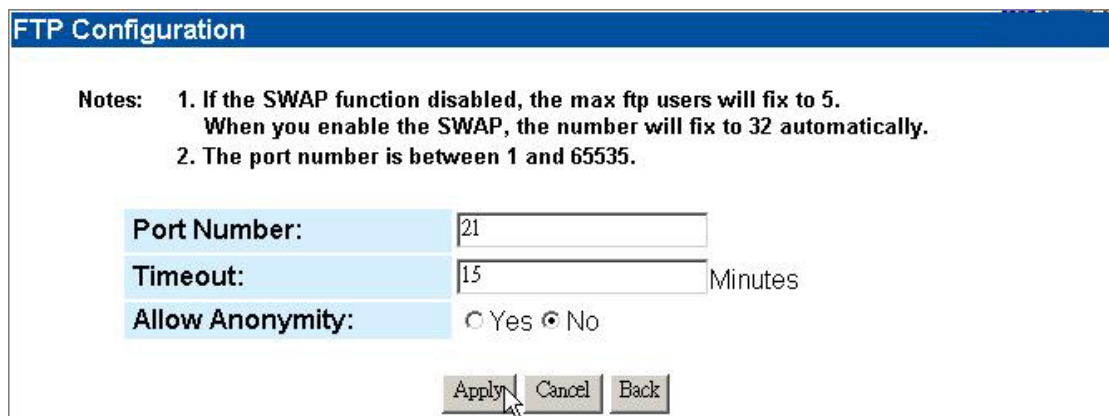 FTP Configuration
Notes: 1. If the SWAP function disabled, the max ftp users will fix to 5.
When you enable the SWAP, the number will fix to 32 automatically.
2. The port number is between 1 and 65535.
Port Number: 21
Timeout: 15 Minutes
Allow Anonymity: Yes No
Apply Cancel Back